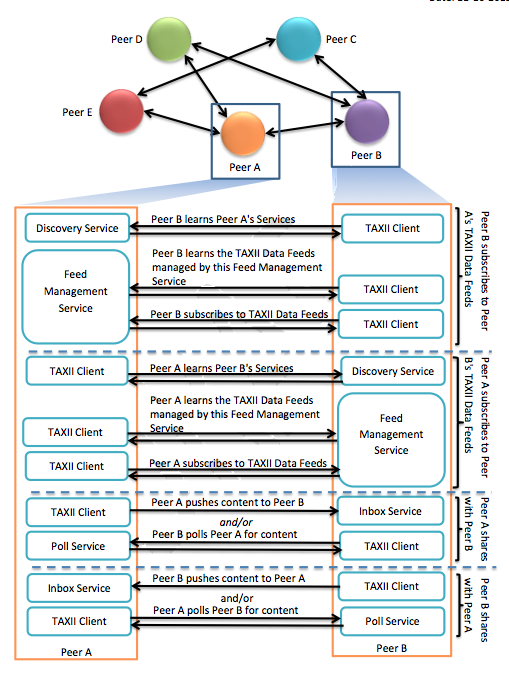 Peer D
Peer C
Peer E
Peer A
Peer B
Discovery Service
Peer B learns Peer A's Services
TAXII Client
Feed
Management
Service
Peer B learns the TAXII Data Feeds
managed by this Feed Management
Service
TAXII Client
Peer B subscribes to TAXII Data Feeds
TAXII Client
Peer B subscribes to Peer
A's TAXII Data Feeds
TAXII Client
Peer A learns Peer B's Services
Discovery Service
Peer A learns the TAXII Data Feeds
managed by this Feed Management
Service
TAXII Client
Feed
Management
Service
TAXII Client
Peer A subscribes to TAXII Data Feeds
Peer A subscribes to Peer
B's TAXII Data Feeds
TAXII Client
Peer A pushes content to Peer B
Inbox Service
and/or
Poll Service
Peer B polls Peer A for content
TAXII Client
Peer A shares
with Peer B
Inbox Service
Peer B pushes content to Peer A
TAXII Client
and/or
TAXII Client
Peer A polls Peer B for content
Poll Service
Peer B shares
with Peer A
Peer A
Peer B